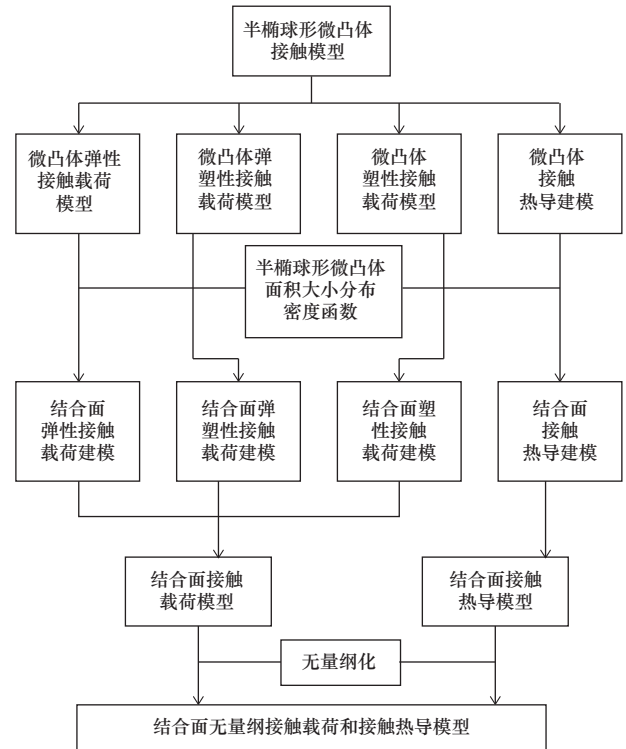 半椭球形微凸体
接触模型
微凸体弹性
接触载荷
模型
微凸体弹
塑性接触
载荷模型
微凸体
塑性接触
载荷模型
微凸体
接触
热导建模
半椭球形微凸体
面积大小分布
密度函数
结合面
弹性接触
载荷建模
结合面弹
塑性接触
载荷建模
结合面塑
性接触
载荷建模
结合面
接触
热导建模
结合面接触
载荷模型
结合面接触
热导模型
无量纲化
结合面无量纲接触载荷和接触热导模型